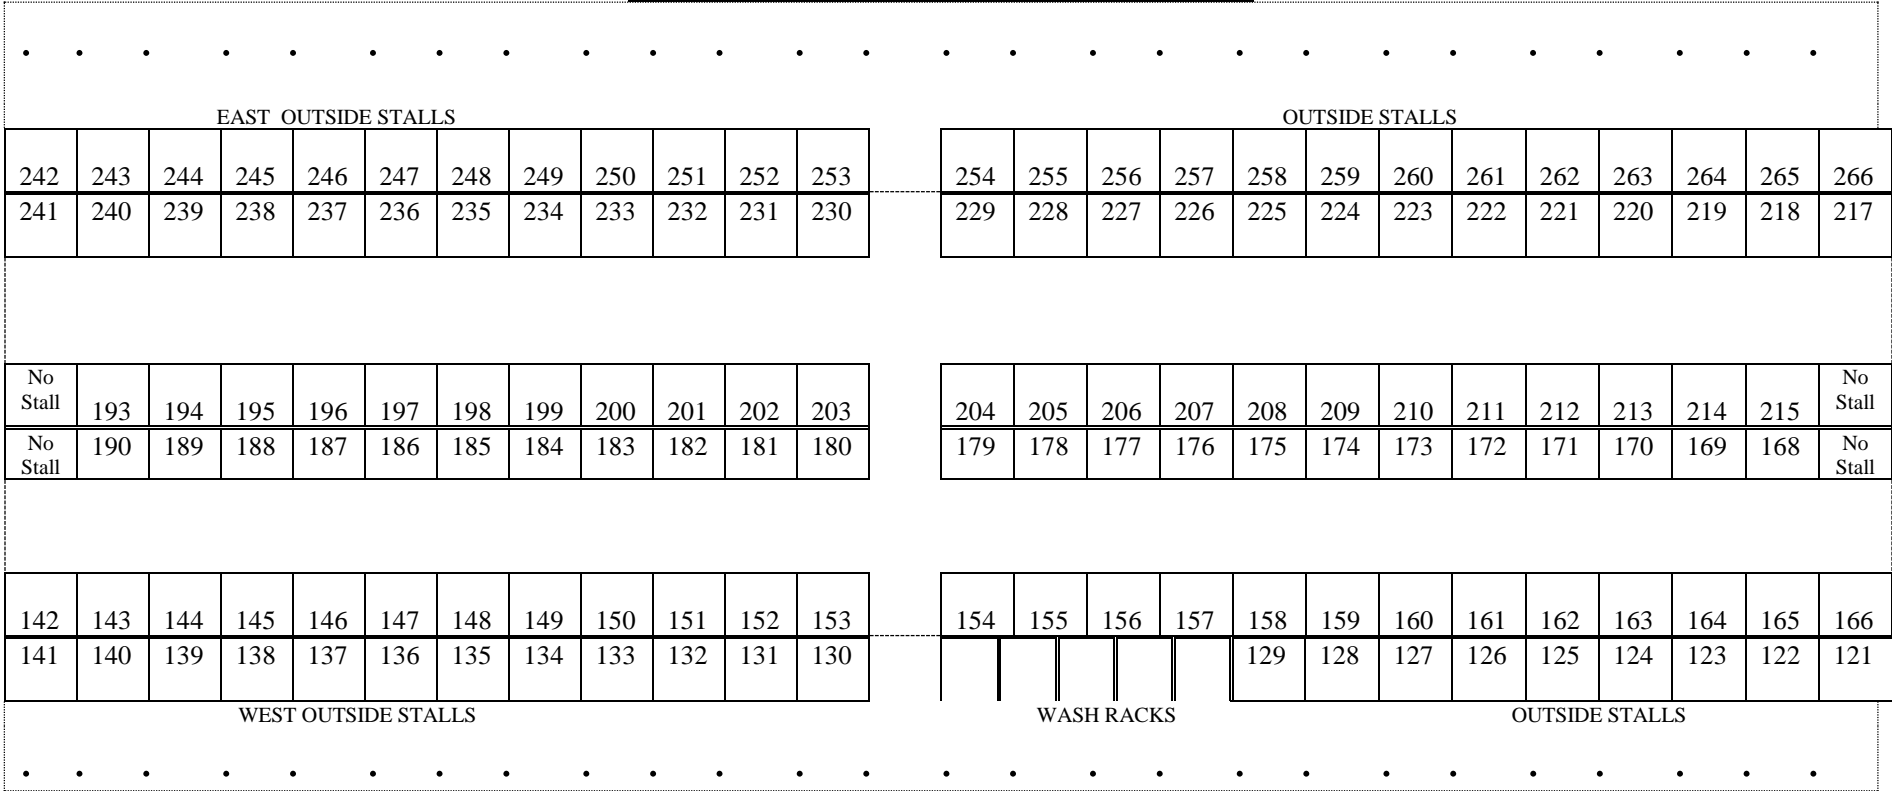 EAST OUTSIDE STALLS OUTSIDE STALLS
242 243 244 245 246 247 248 249 250 251 252 253 254 255 256 257 258 259 260 261 262 263 264 265 266
241 240 239 238 237 236 235 234 233 232 231 230 229 228 227 226 225 224 223 222 221 220 219 218 217
No No
Stall 193 194 195 196 197 198 199 200 201 202 203 204 205 206 207 208 209 210 211 212 213 214 215 Stall
No 190 189 188 187 186 185 184 183 182 181 180 179 178 177 176 175 174 173 172 171 170 169 168 No
Stall Stall
142 143 144 145 146 147 148 149 150 151 152 153 154 155 156 157 158 159 160 161 162 163 164 165 166
141 140 139 138 137 136 135 134 133 132 131 130 129 128 127 126 125 124 123 122 121
WEST OUTSIDE STALLS WASH RACKS OUTSIDE STALLS